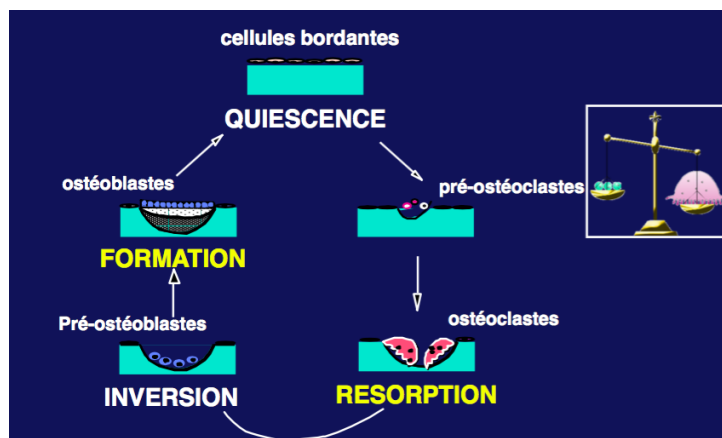 cellules bordantes
QUIESCENCE
ostéoblastes
pré-ostéoclastes
FORMATION
Pré-ostéoblastes
ostéoclastes
INVERSION
RESORPTION